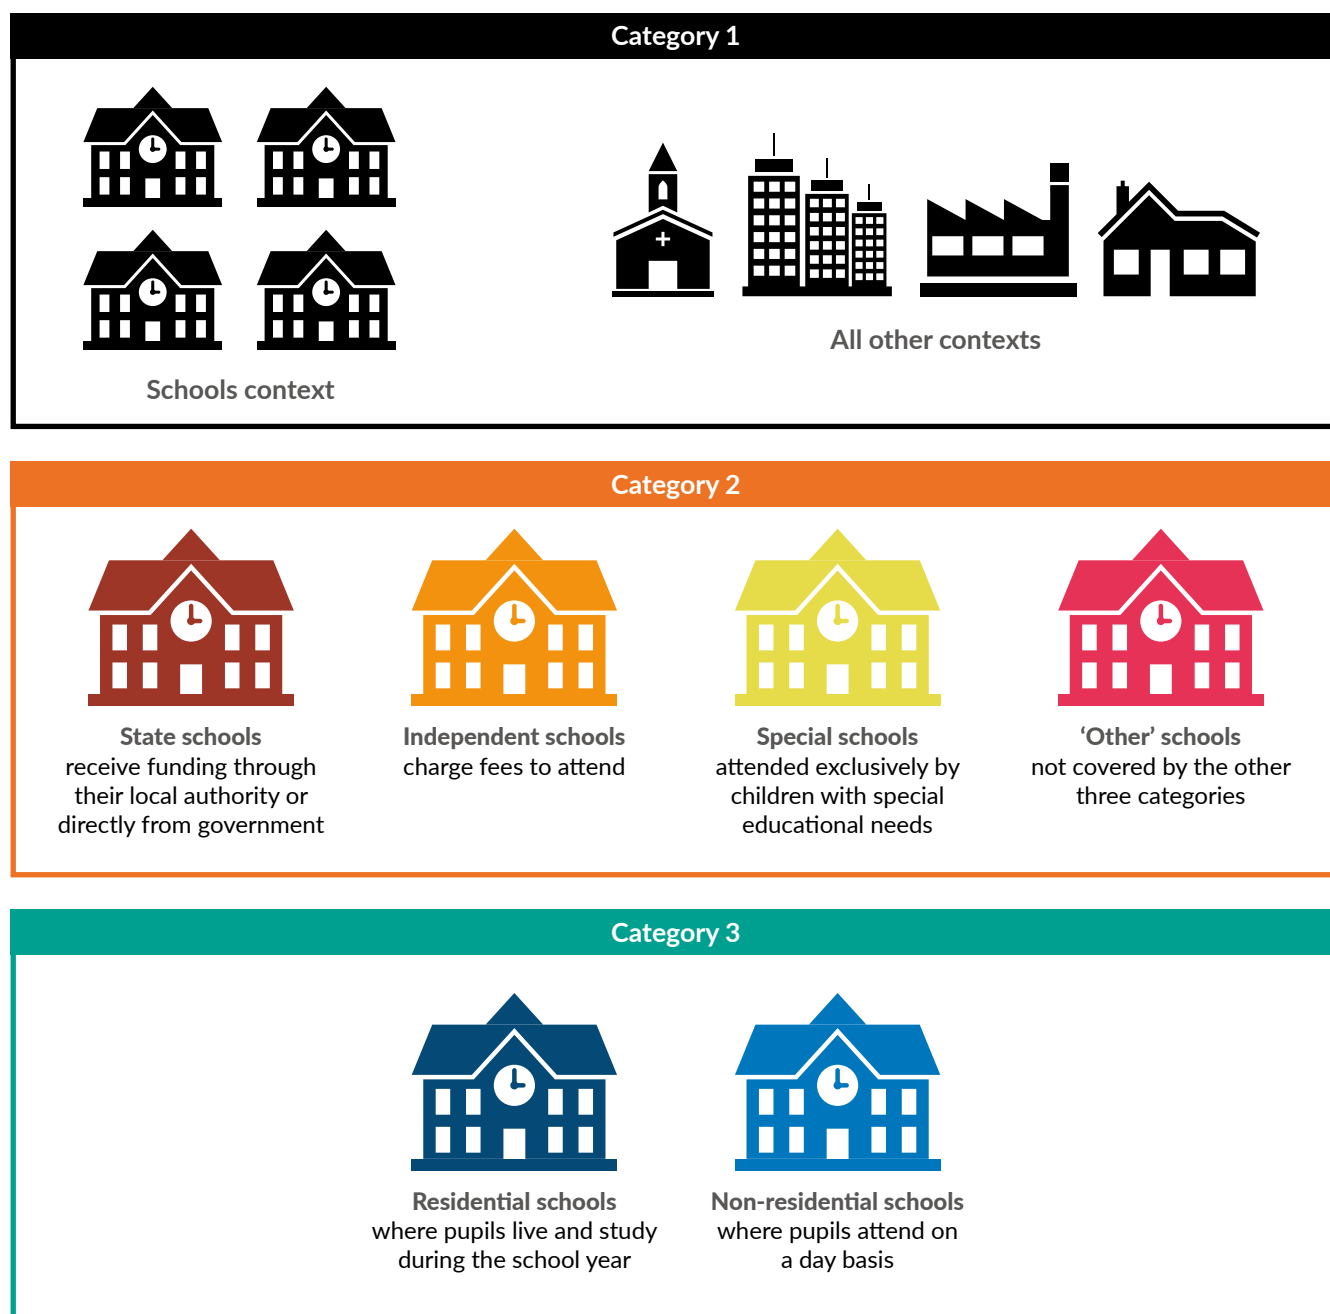 Category 1
Schools context
All other contexts
Category 2
State schools
receive funding through
their local authority or
directly from government
Independent schools
charge fees to attend
Special schools
attended exclusively by
children with special
educational needs
‘Other’ schools
not covered by the other
three categories
Category 3
Residential schools
where pupils live and study
during the school year
Non-residential schools
where pupils attend on
a day basis